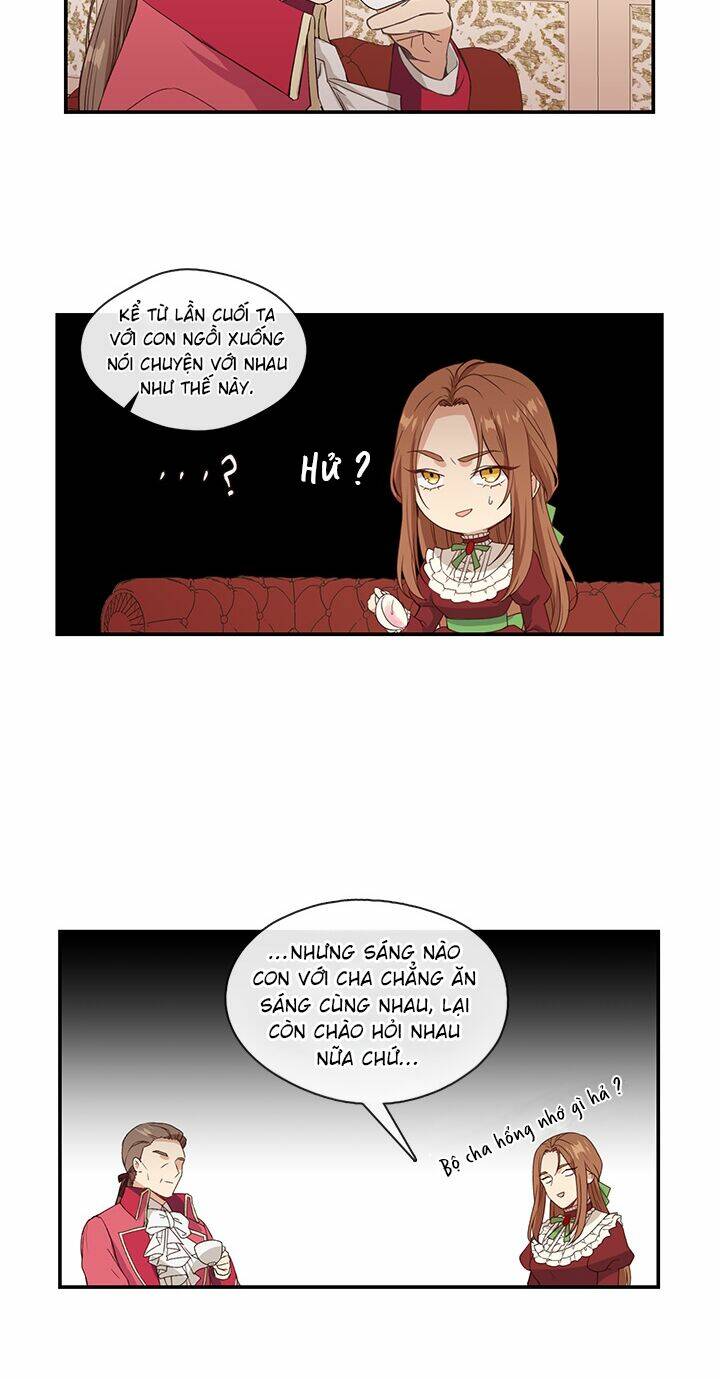 KỂ TỪ LẦN CUỐI TA
VỚI CON NGỒI XUỐNG
NÓI CHUYỆN VỚI NHAU
NHƯ THẾ NÀY.
...?
HỬ?
...NHƯNG SÁNG NÀO
CON VỚI CHA CHẲNG ĂN
SÁNG CÙNG NHAU, LẠI
CÒN CHÀO HỎI NHAU
NỮA CHỨ...
Bộ cha hổng nhớ gì hả?